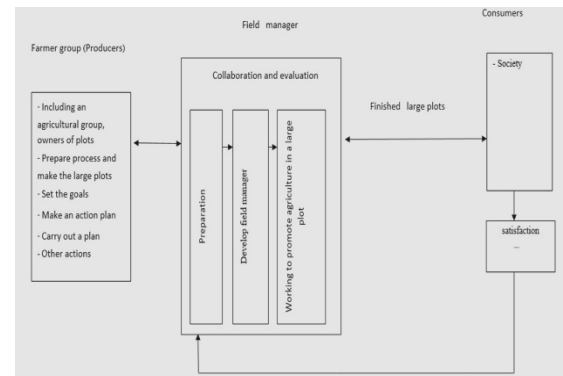 Consumers
Field manager
Farmer group (Producers)
Collaboration and evaluation
- Society
- Including an
agricultural group,
owners of plots
- Prepare process and
make the large plots
- Set the goals
- Make an action plan
- Carry out a plan
- Other actions
Preparation
Develop field manager
Working to promote agriculture in a large
plot
Finished large plots
satisfaction
...